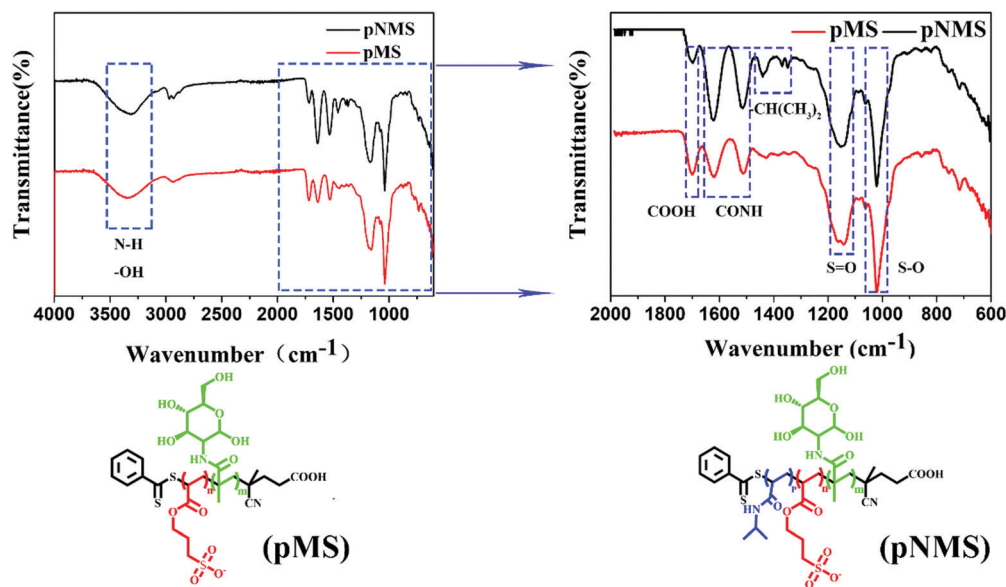 pNMS
pMS
Transmittance(%)
N-H
-OH
4000 3500 3000 2500 2000 1500 1000
Wavenumber（cm-1）
pMS pNMS
Transmittance(%)
-CH(CH3)2
COOH
CONH
S=O
S-O
2000 1800 1600 1400 1200 1000 800 600
Wavenumber (cm-1)
OH
HO
O
HO
OH
HN
O
S
n
m
COOH
S
CN
O
O
O
S
O-
O
(pMS)
OH
HO
O
HO
OH
HN
O
S
p
n
m
COOH
S
CN
O
HN
O
O
O
S
O-
O
(pNMS)